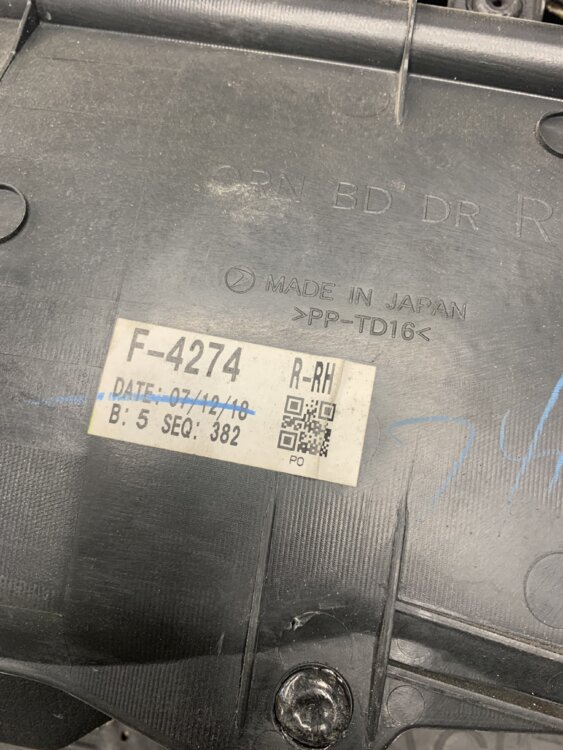 ORN BD DR R
MADE IN JAPAN
>PP-TD16<
F-4274
R-RH
DATE: 07/12/18
B: 5 SEQ: 382
PO